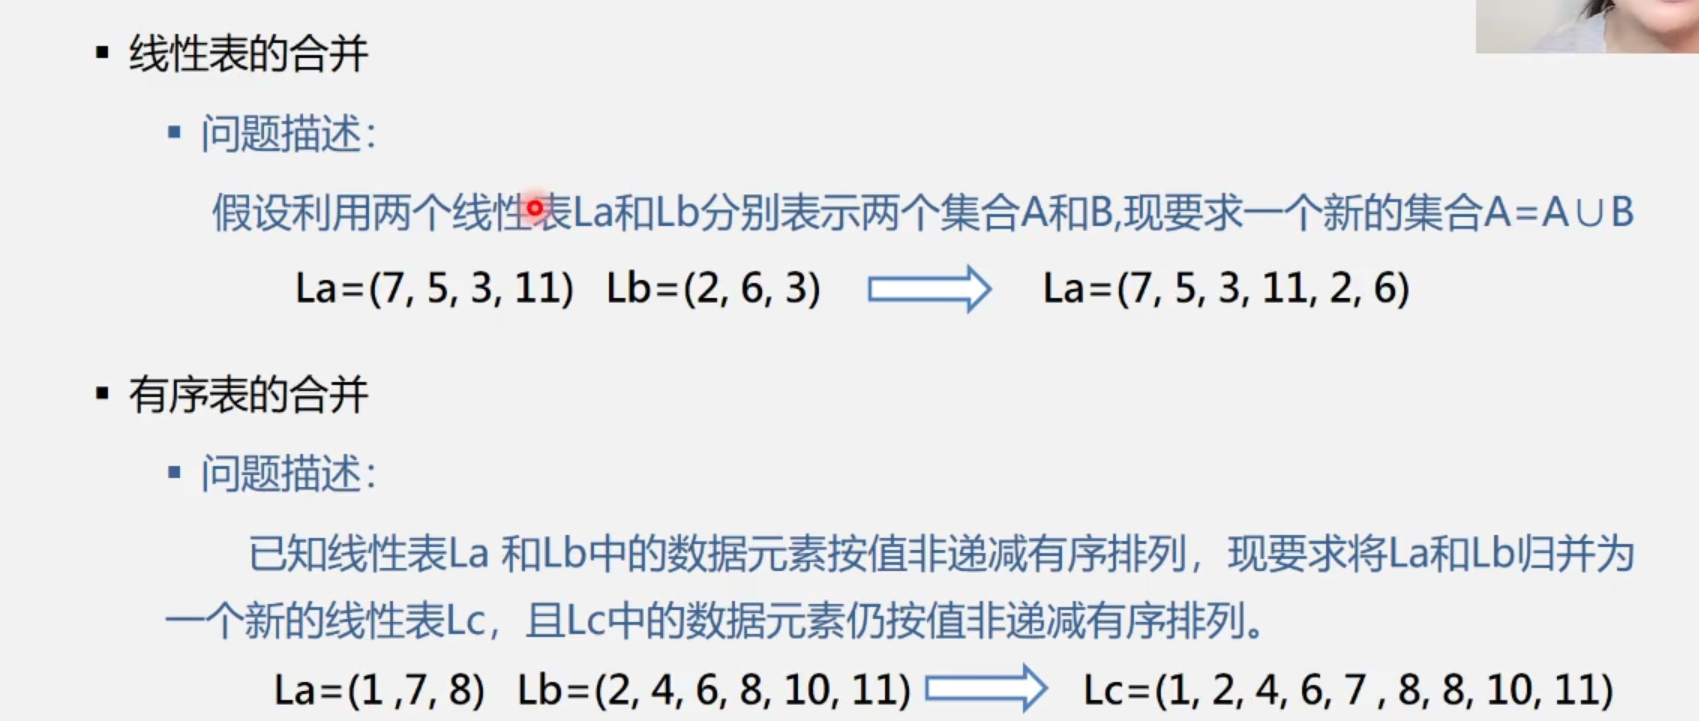 ▪ 线性表的合并
▪ 问题描述：
假设利用两个线性表La和Lb分别表示两个集合A和B,现要求一个新的集合A=A∪B
La=(7, 5, 3, 11)   Lb=(2, 6, 3)   La=(7, 5, 3, 11, 2, 6)
▪ 有序表的合并
▪ 问题描述：
已知线性表La 和Lb中的数据元素按值非递减有序排列，现要求将La和Lb归并为
一个新的线性表Lc，且Lc中的数据元素仍按值非递减有序排列。
La=(1 ,7, 8)   Lb=(2, 4, 6, 8, 10, 11)   Lc=(1, 2, 4, 6, 7 , 8, 8, 10, 11)